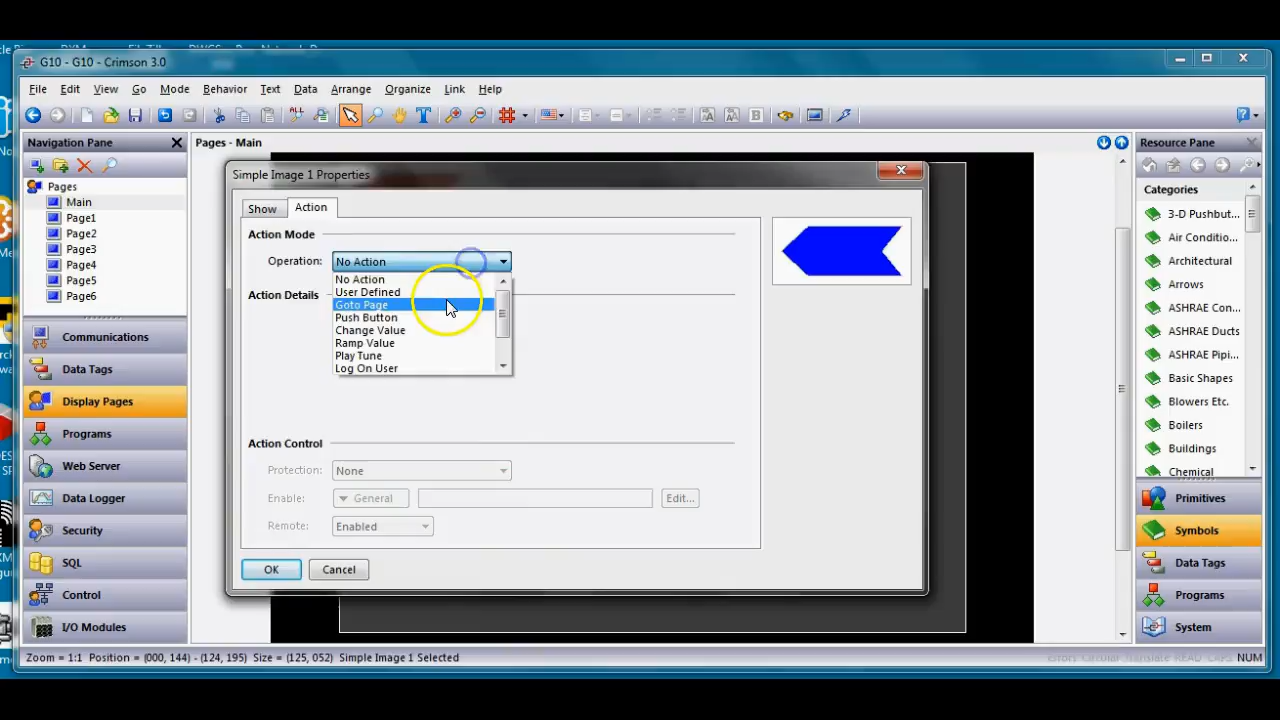 G10 - G10 - Crimson 3.0
File Edit View Go Mode Behavior Text Data Arrange Organize Link Help
Navigation Pane
Pages
Main
Page1
Page2
Page3
Page4
Page5
Page6
Communications
Data Tags
Display Pages
Programs
Web Server
Data Logger
Security
SQL
Control
I/O Modules
Pages - Main
Simple Image 1 Properties
Show Action
Action Mode
Operation: No Action
No Action
User Defined
Goto Page
Push Button
Change Value
Ramp Value
Play Tune
Log On User
Action Details
Action Control
Protection: None
Enable: General Edit...
Remote: Enabled
OK Cancel
Resource Pane
Categories
3-D Pushbut...
Air Conditio...
Architectural
Arrows
ASHRAE Con...
ASHRAE Ducts
ASHRAE Pipi...
Basic Shapes
Blowers Etc.
Boilers
Buildings
Chemical
Primitives
Symbols
Data Tags
Programs
System
Zoom = 1:1 Position = (000, 144) - (124, 195) Size = (125, 052) Simple Image 1 Selected
Errors Circular Translate READ CAPS NUM